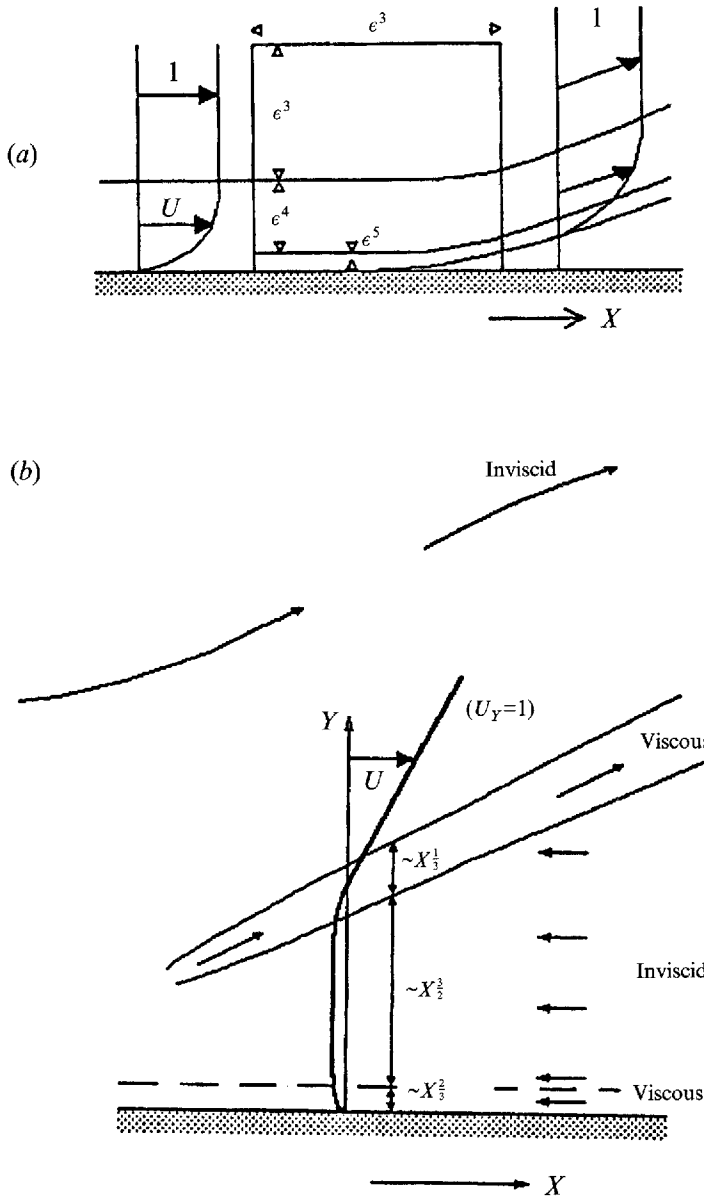 (a)
1
ϵ³
1
ϵ³
U
ϵ⁴
ϵ⁵
X
(b)
Inviscid
Y
(U_Y=1)
U
Viscous
~X^1/3
~X^3/2
Inviscid
~X^2/3
Viscous
X